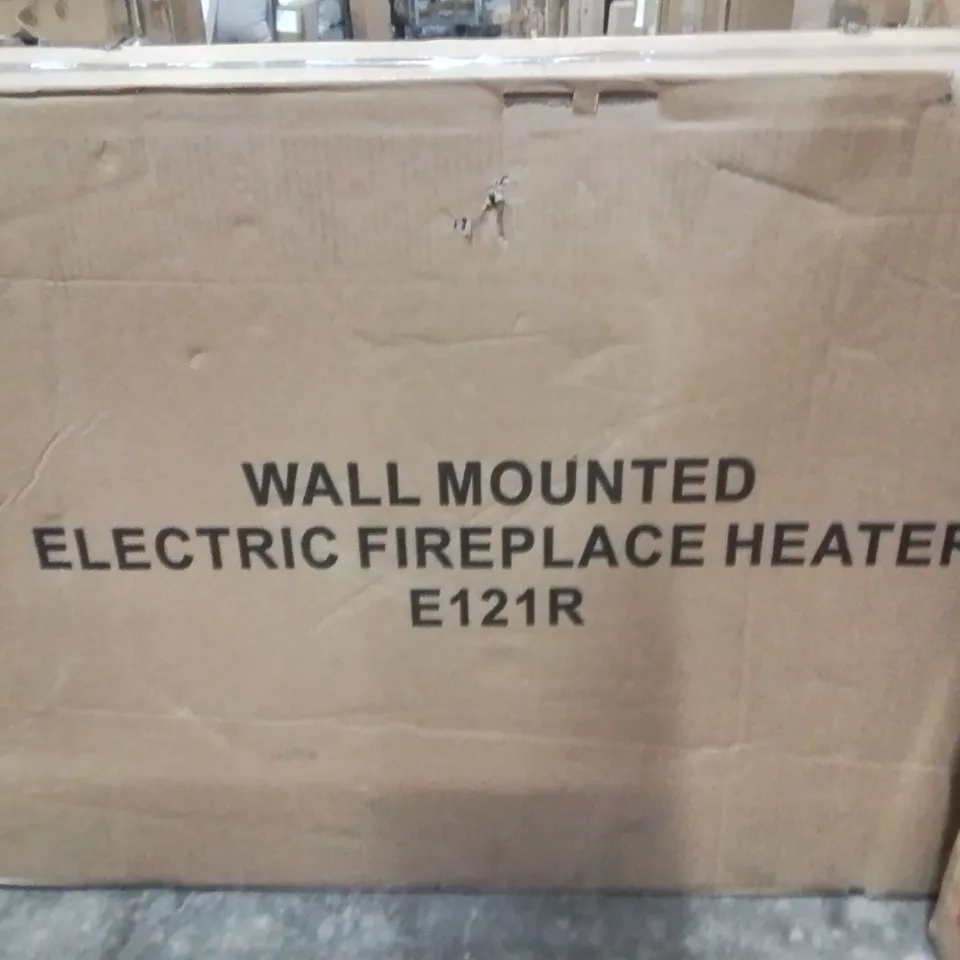 WALL MOUNTED
ELECTRIC FIREPLACE HEATER
E121R